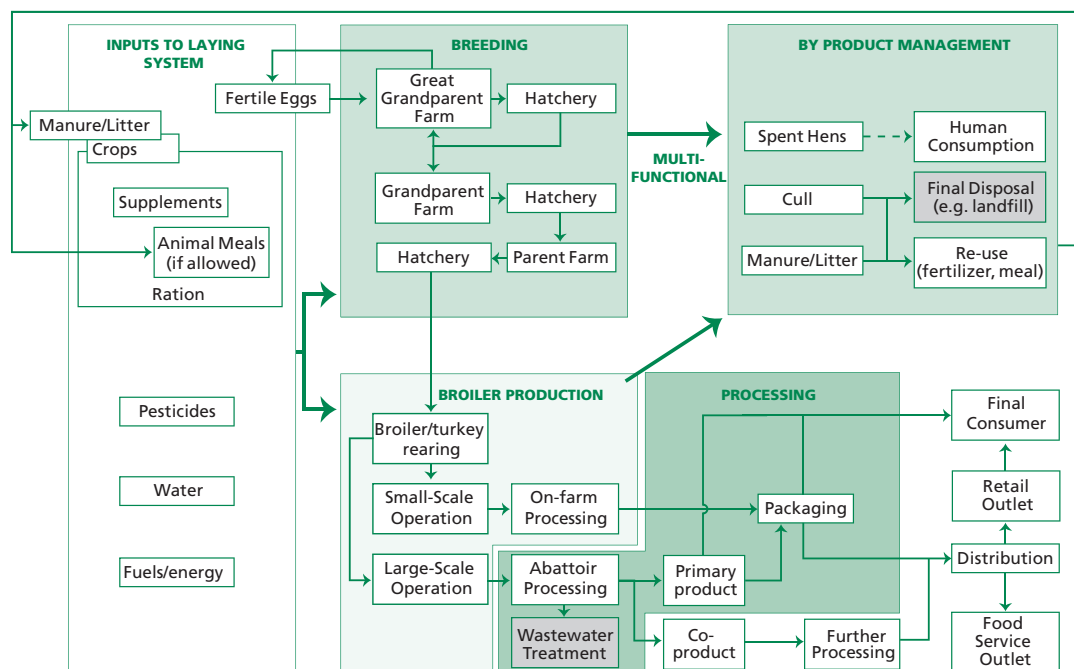 INPUTS TO LAYING
SYSTEM
Fertile Eggs
Manure/Litter
Crops
Supplements
Animal Meals
(if allowed)
Ration
Pesticides
Water
Fuels/energy
BREEDING
Great
Grandparent
Farm
Hatchery
Grandparent
Farm
Hatchery
Hatchery
Parent Farm
MULTI-
FUNCTIONAL
BY PRODUCT MANAGEMENT
Spent Hens
Human
Consumption
Cull
Final Disposal
(e.g. landfill)
Manure/Litter
Re-use
(fertilizer, meal)
BROILER PRODUCTION
Broiler/turkey
rearing
Small-Scale
Operation
On-farm
Processing
Large-Scale
Operation
PROCESSING
Packaging
Abattoir
Processing
Primary
product
Wastewater
Treatment
Co-
product
Further
Processing
Final
Consumer
Retail
Outlet
Distribution
Food
Service
Outlet